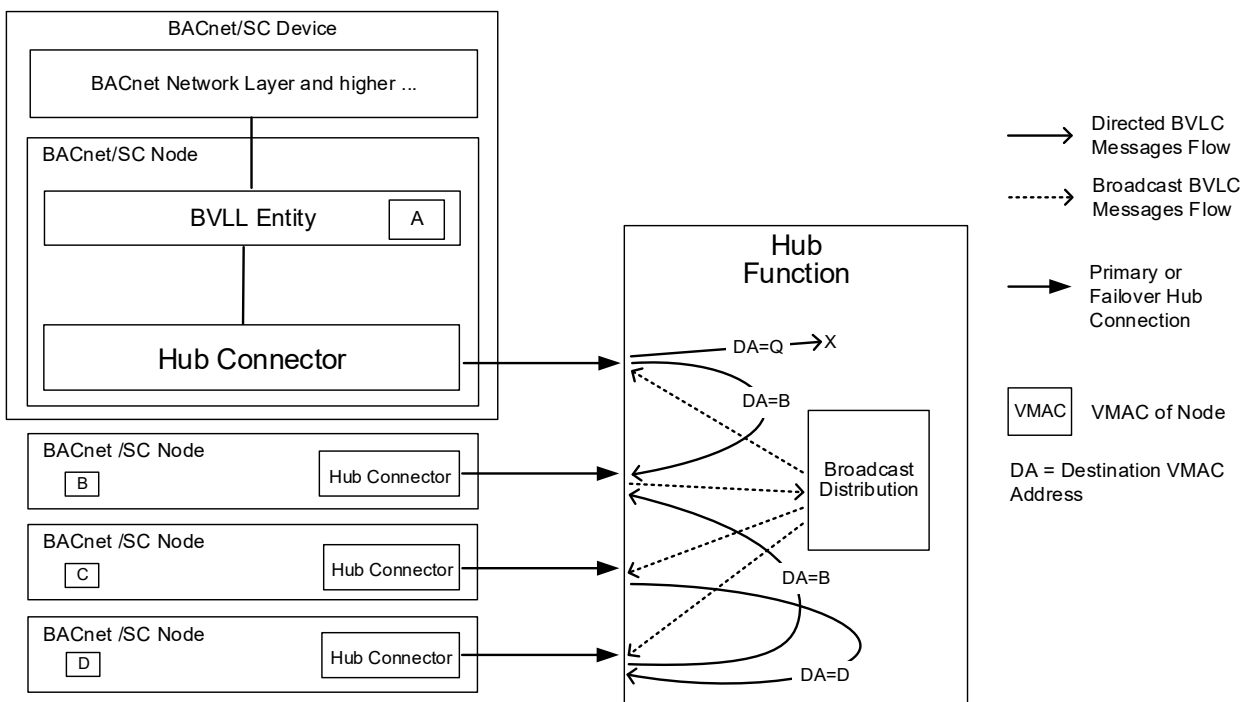 BACnet/SC Device
BACnet Network Layer and higher ...
BACnet/SC Node
BVLL Entity
A
Hub Connector
BACnet /SC Node
B
Hub Connector
BACnet /SC Node
C
Hub Connector
BACnet /SC Node
D
Hub Connector
Hub
Function
DA=Q
X
DA=B
Broadcast
Distribution
DA=B
DA=D
Directed BVLC
Messages Flow
Broadcast BVLC
Messages Flow
Primary or
Failover Hub
Connection
VMAC
VMAC of Node
DA = Destination VMAC
Address